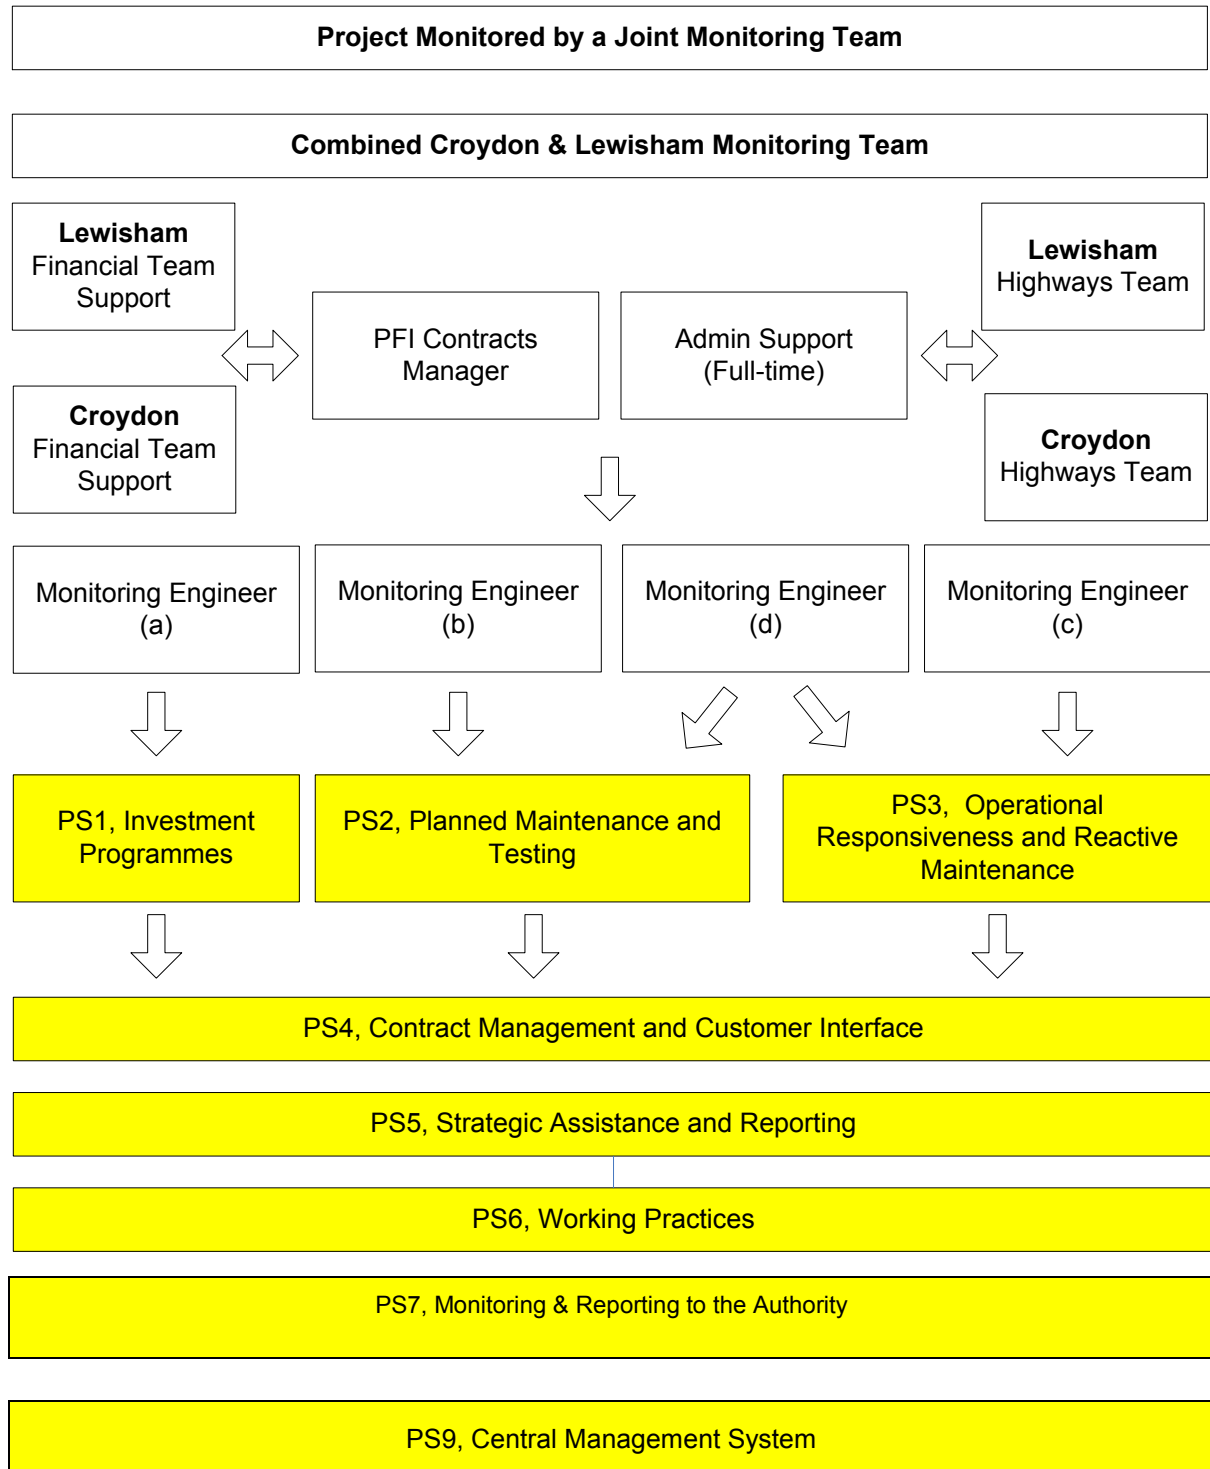 Project Monitored by a Joint Monitoring Team
Combined Croydon & Lewisham Monitoring Team
Lewisham
Financial Team
Support
Lewisham
Highways Team
PFI Contracts
Manager
Admin Support
(Full-time)
Croydon
Financial Team
Support
Croydon
Highways Team
Monitoring Engineer
(a)
Monitoring Engineer
(b)
Monitoring Engineer
(d)
Monitoring Engineer
(c)
PS1, Investment
Programmes
PS2, Planned Maintenance and
Testing
PS3, Operational
Responsiveness and Reactive
Maintenance
PS4, Contract Management and Customer Interface
PS5, Strategic Assistance and Reporting
PS6, Working Practices
PS7, Monitoring & Reporting to the Authority
PS9, Central Management System